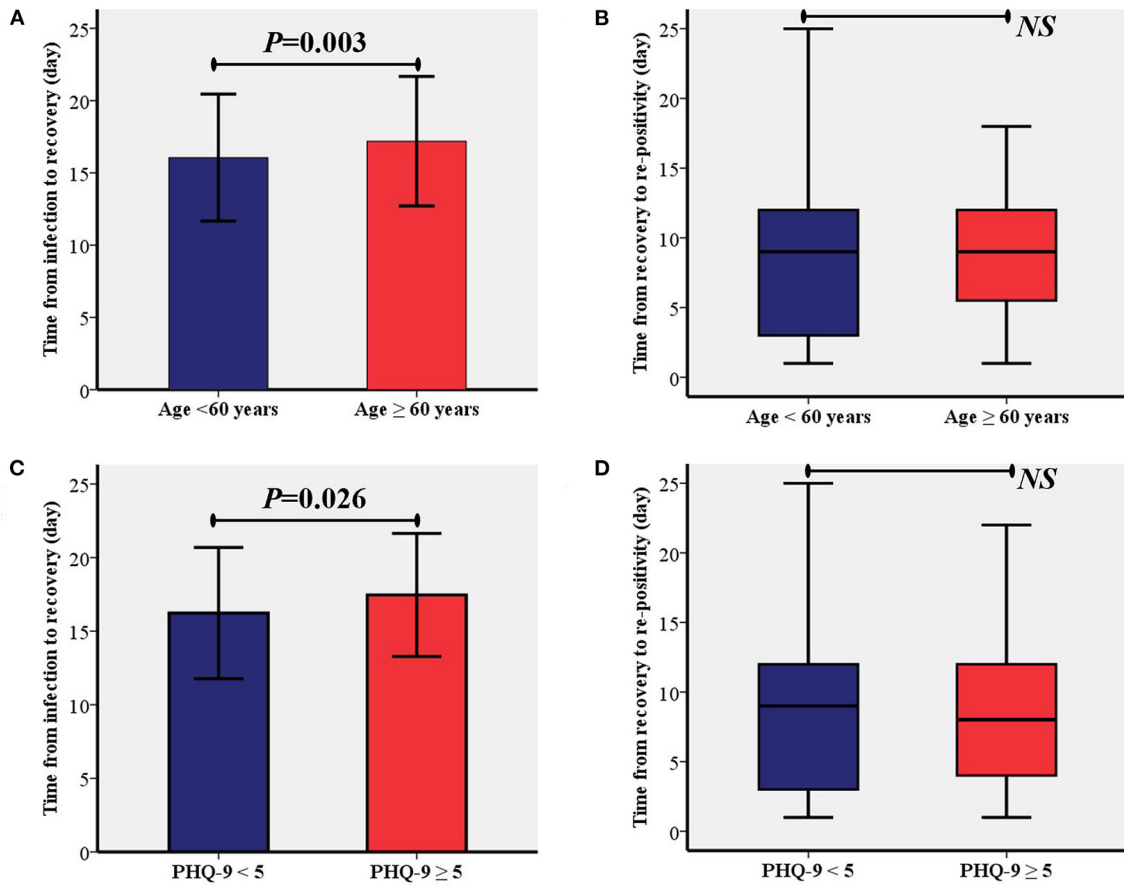 A
Time from infection to recovery (day)
25
20
15
10
5
0
P=0.003
Age <60 years
Age ≥ 60 years
B
Time from recovery to re-positivity (day)
25
20
15
10
5
0
NS
Age < 60 years
Age ≥ 60 years
C
Time from infection to recovery (day)
25
20
15
10
5
0
P=0.026
PHQ-9 < 5
PHQ-9 ≥ 5
D
Time from recovery to re-positivity (day)
25
20
15
10
5
0
NS
PHQ-9 < 5
PHQ-9 ≥ 5